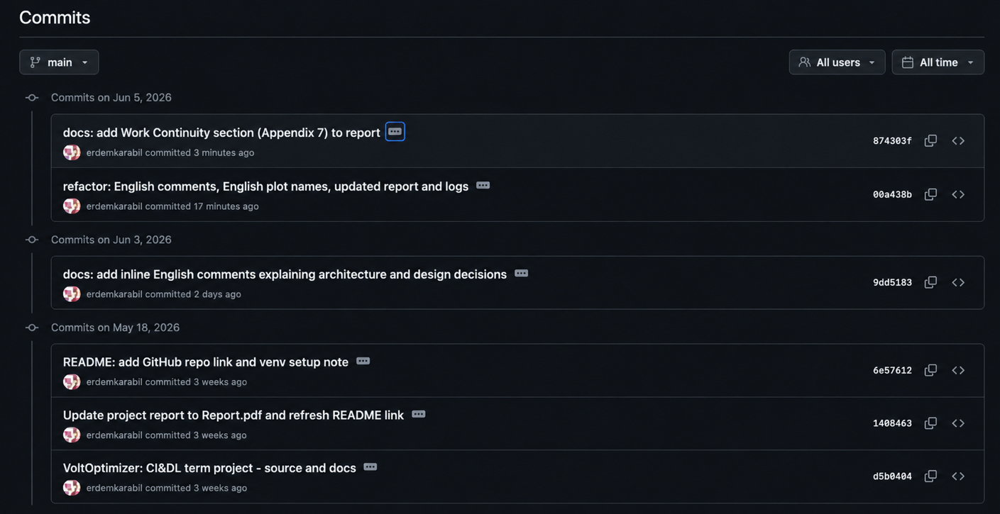 Commits
main
All users
All time
Commits on Jun 5, 2026
docs: add Work Continuity section (Appendix 7) to report
erdemkarabil committed 3 minutes ago
874303f
refactor: English comments, English plot names, updated report and logs
erdemkarabil committed 17 minutes ago
00a438b
Commits on Jun 3, 2026
docs: add inline English comments explaining architecture and design decisions
erdemkarabil committed 2 days ago
9dd5183
Commits on May 18, 2026
README: add GitHub repo link and venv setup note
erdemkarabil committed 3 weeks ago
6e57612
Update project report to Report.pdf and refresh README link
erdemkarabil committed 3 weeks ago
1408463
VoltOptimizer: CI&DL term project - source and docs
erdemkarabil committed 3 weeks ago
d5b0404